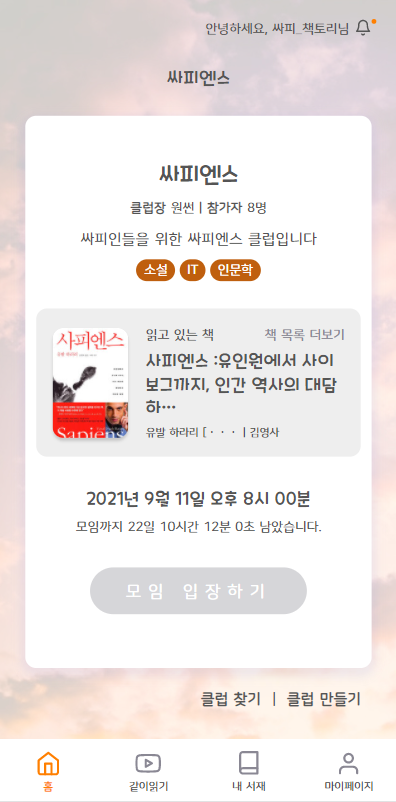 안녕하세요, 싸피_책토리님
싸피엔스
싸피엔스
클럽장 원썬 | 참가자 8명
싸피인들을 위한 싸피엔스 클럽입니다
소설 IT 인문학
읽고 있는 책 책 목록 더보기
사피엔스
Sapiens
사피엔스 :유인원에서 사이
보그까지, 인간 역사의 대담
하…
유발 하라리 [ · · · | 김영사
2021년 9월 11일 오후 8시 00분
모임까지 22일 10시간 12분 0초 남았습니다.
모임 입장하기
클럽 찾기 | 클럽 만들기
홈 같이읽기 내 서재 마이페이지